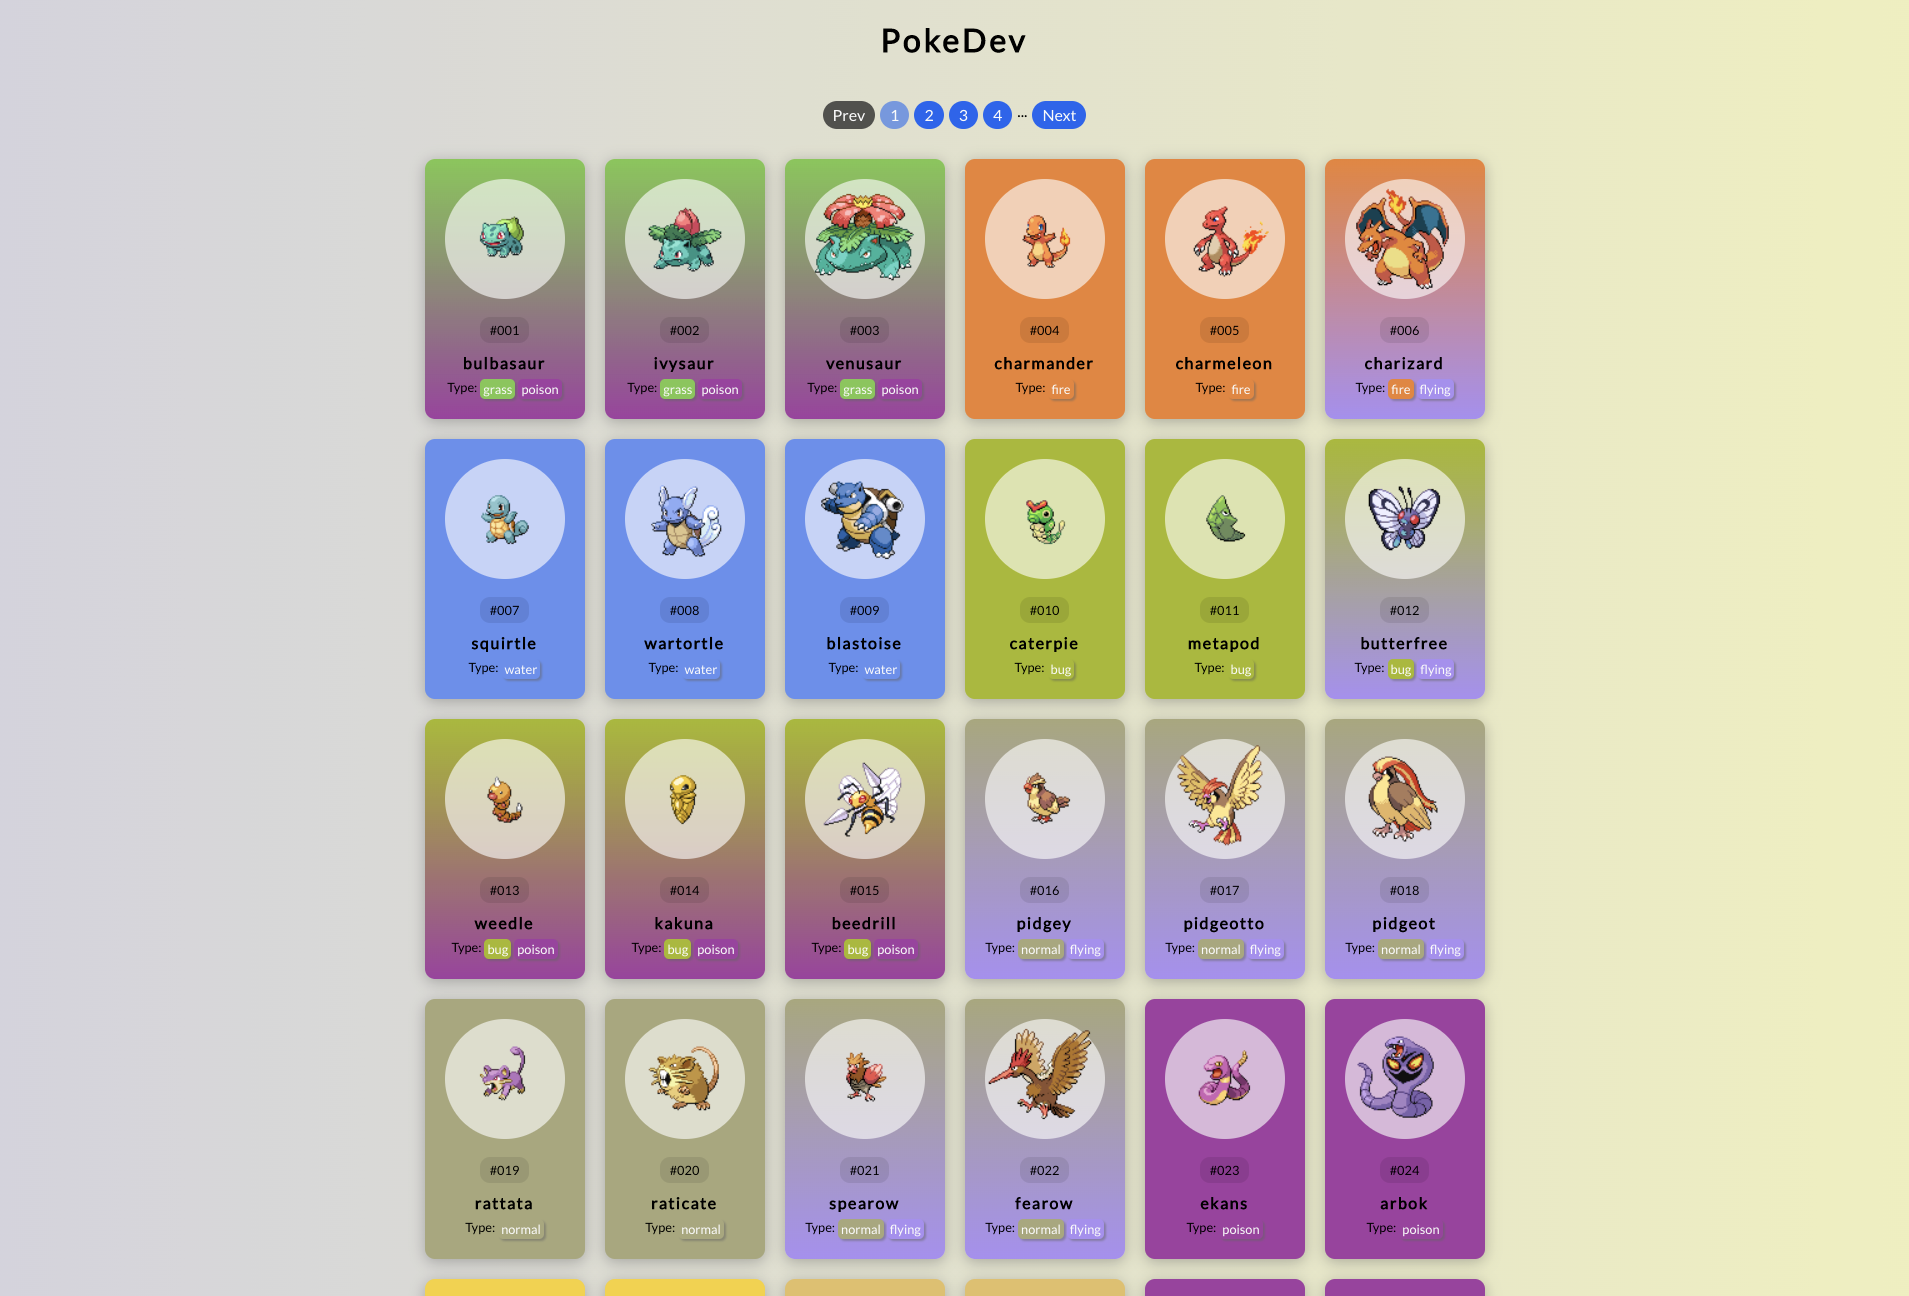 PokeDev
Prev 1 2 3 4 ... Next
#001 #002 #003 #004 #005 #006
bulbasaur ivysaur venusaur charmander charmeleon charizard
Type: grass poison Type: grass poison Type: grass poison Type: fire Type: fire Type: fire flying
#007 #008 #009 #010 #011 #012
squirtle wartortle blastoise caterpie metapod butterfree
Type: water Type: water Type: water Type: bug Type: bug Type: bug flying
#013 #014 #015 #016 #017 #018
weedle kakuna beedrill pidgey pidgeotto pidgeot
Type: bug poison Type: bug poison Type: bug poison Type: normal flying Type: normal flying Type: normal flying
#019 #020 #021 #022 #023 #024
rattata raticate spearow fearow ekans arbok
Type: normal Type: normal Type: normal flying Type: normal flying Type: poison Type: poison